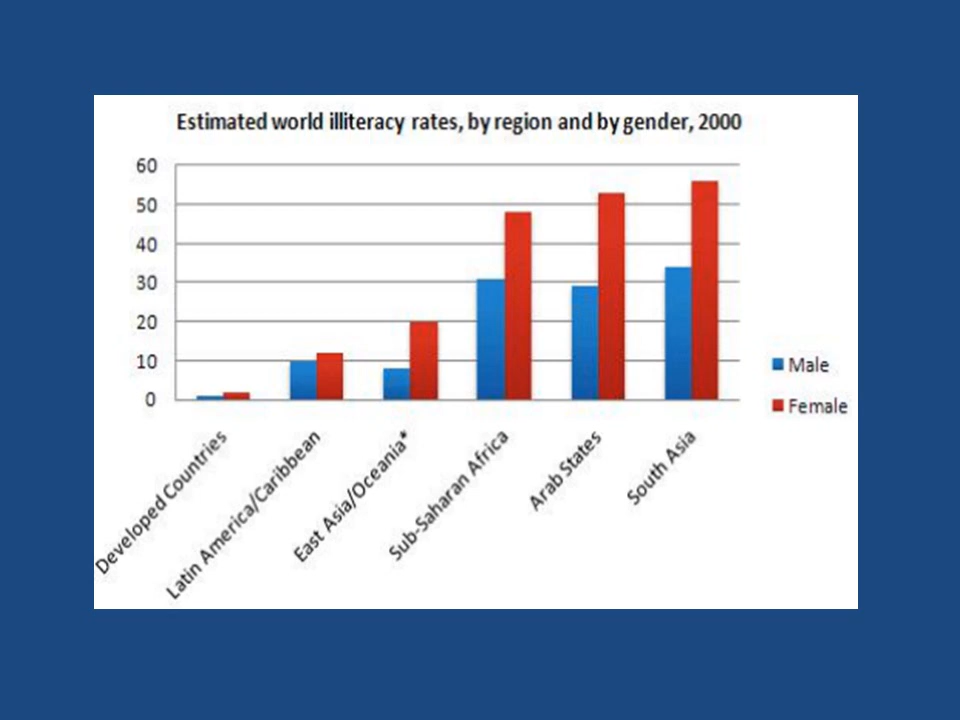 Estimated world illiteracy rates, by region and by gender, 2000
60
50
40
30
20
10
0
Developed Countries
Latin America/Caribbean
East Asia/Oceania*
Sub-Saharan Africa
Arab States
South Asia
Male
Female